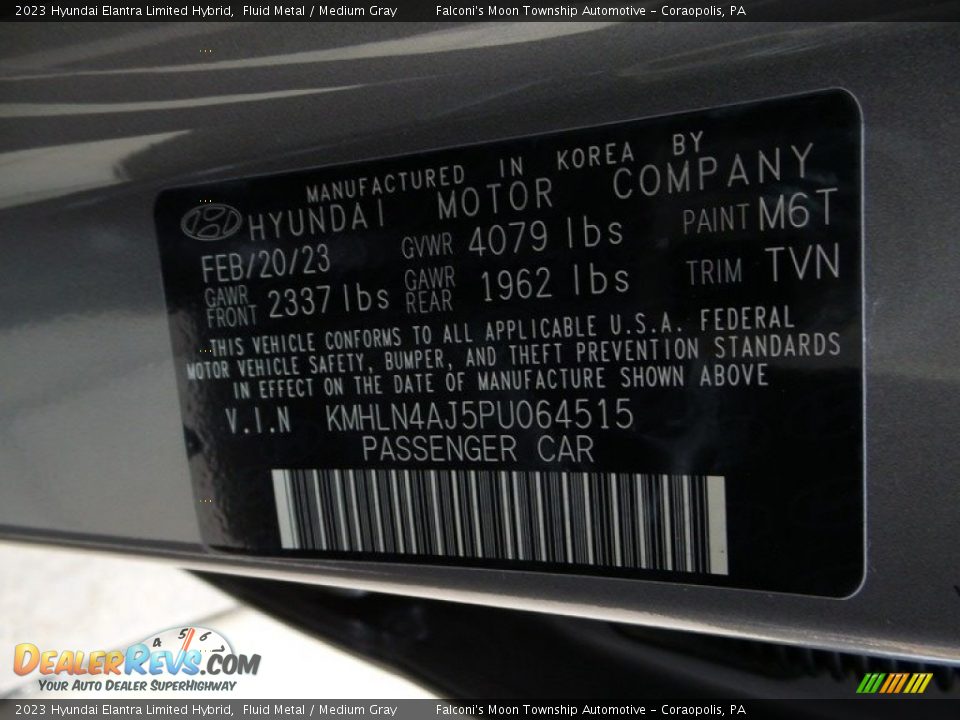 2023 Hyundai Elantra Limited Hybrid, Fluid Metal / Medium Gray Falconi's Moon Township Automotive - Coraopolis, PA
MANUFACTURED IN KOREA BY
HYUNDAI MOTOR COMPANY
FEB/20/23 GVWR 4079 lbs PAINT M6T
GAWR FRONT 2337 lbs GAWR REAR 1962 lbs TRIM TVN
THIS VEHICLE CONFORMS TO ALL APPLICABLE U.S.A. FEDERAL
MOTOR VEHICLE SAFETY, BUMPER, AND THEFT PREVENTION STANDARDS
IN EFFECT ON THE DATE OF MANUFACTURE SHOWN ABOVE
V.I.N KMHLN4AJ5PU064515
PASSENGER CAR
4 5 6
DEALERREVS.COM
YOUR AUTO DEALER SUPERHIGHWAY
2023 Hyundai Elantra Limited Hybrid, Fluid Metal / Medium Gray Falconi's Moon Township Automotive - Coraopolis, PA